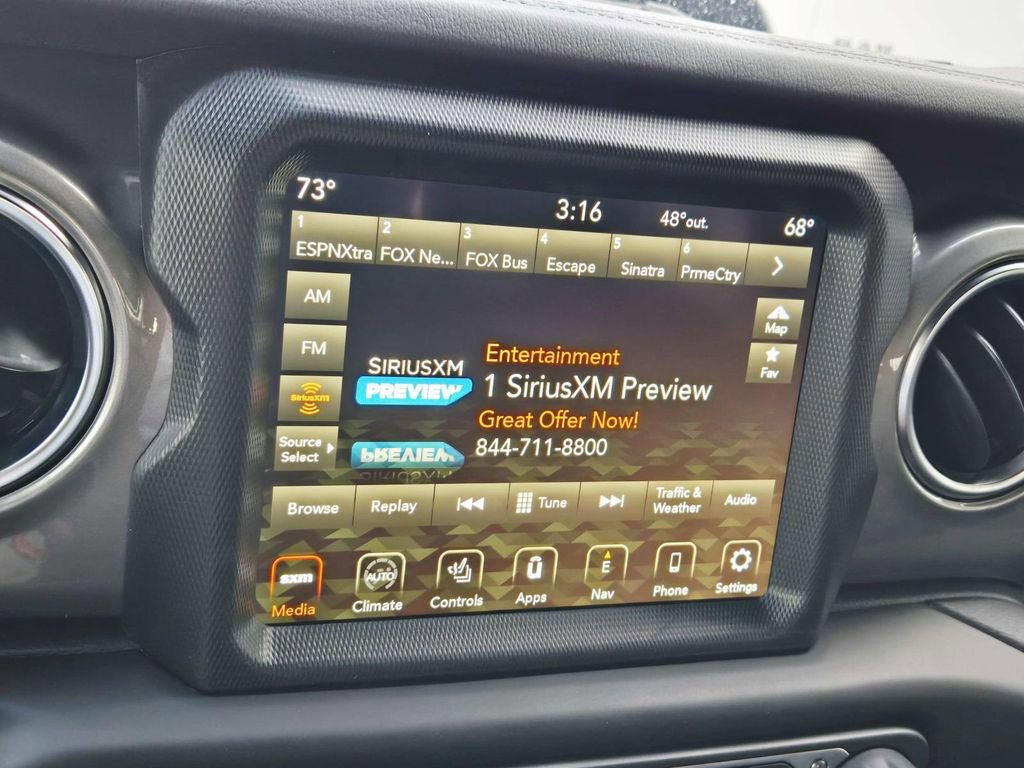 73°
3:16
48°out.
68°
1
ESPNXtra
2
FOX Ne...
3
FOX Bus
4
Escape
5
Sinatra
6
PrmeCtry
AM
FM
SiriusXM
Source
Select
Map
Fav
SIRIUSXM
PREVIEW
Entertainment
1 SiriusXM Preview
Great Offer Now!
844-711-8800
PREVIEW
SIRIUSXM
Browse
Replay
Tune
Traffic &
Weather
Audio
sxm
Media
AUTO
Climate
Controls
u
Apps
E
Nav
Phone
Settings